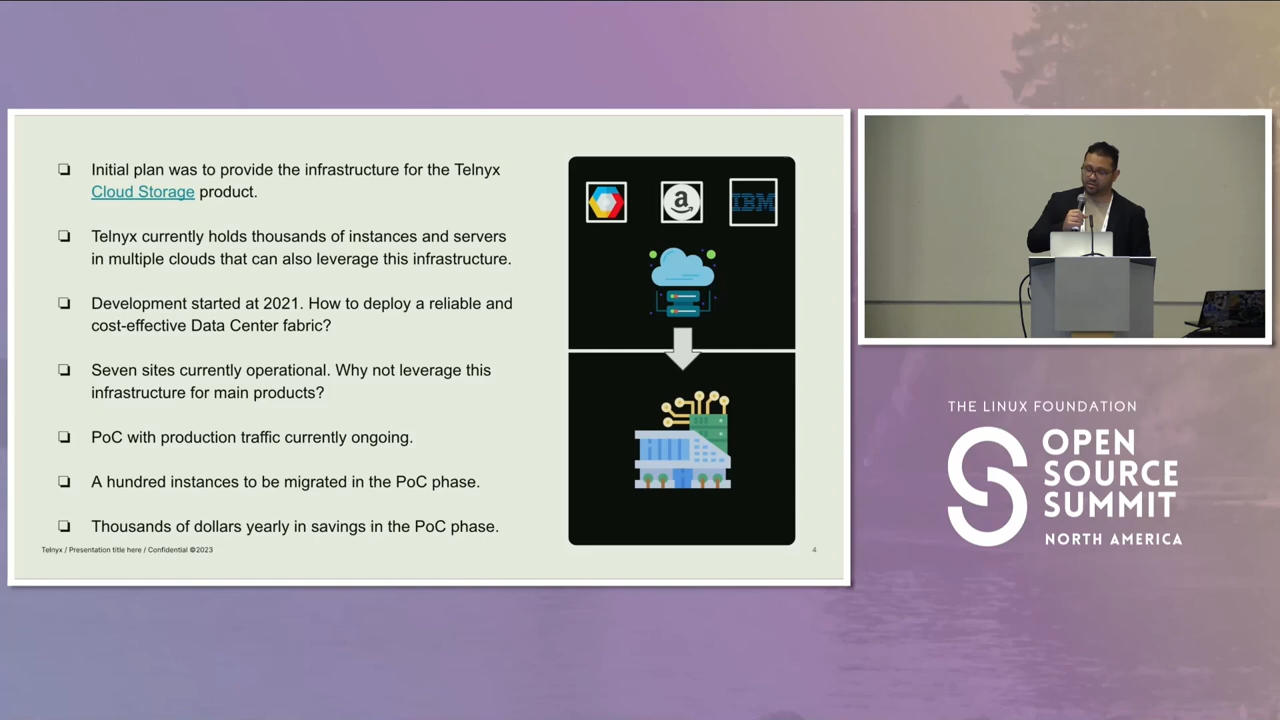 ❏ Initial plan was to provide the infrastructure for the Telnyx
Cloud Storage product.
❏ Telnyx currently holds thousands of instances and servers
in multiple clouds that can also leverage this infrastructure.
❏ Development started at 2021. How to deploy a reliable and
cost-effective Data Center fabric?
❏ Seven sites currently operational. Why not leverage this
infrastructure for main products?
❏ PoC with production traffic currently ongoing.
❏ A hundred instances to be migrated in the PoC phase.
❏ Thousands of dollars yearly in savings in the PoC phase.
Telnyx / Presentation title here / Confidential ©2023
4
a
IBM
THE LINUX FOUNDATION
OPEN
SOURCE
SUMMIT
NORTH AMERICA